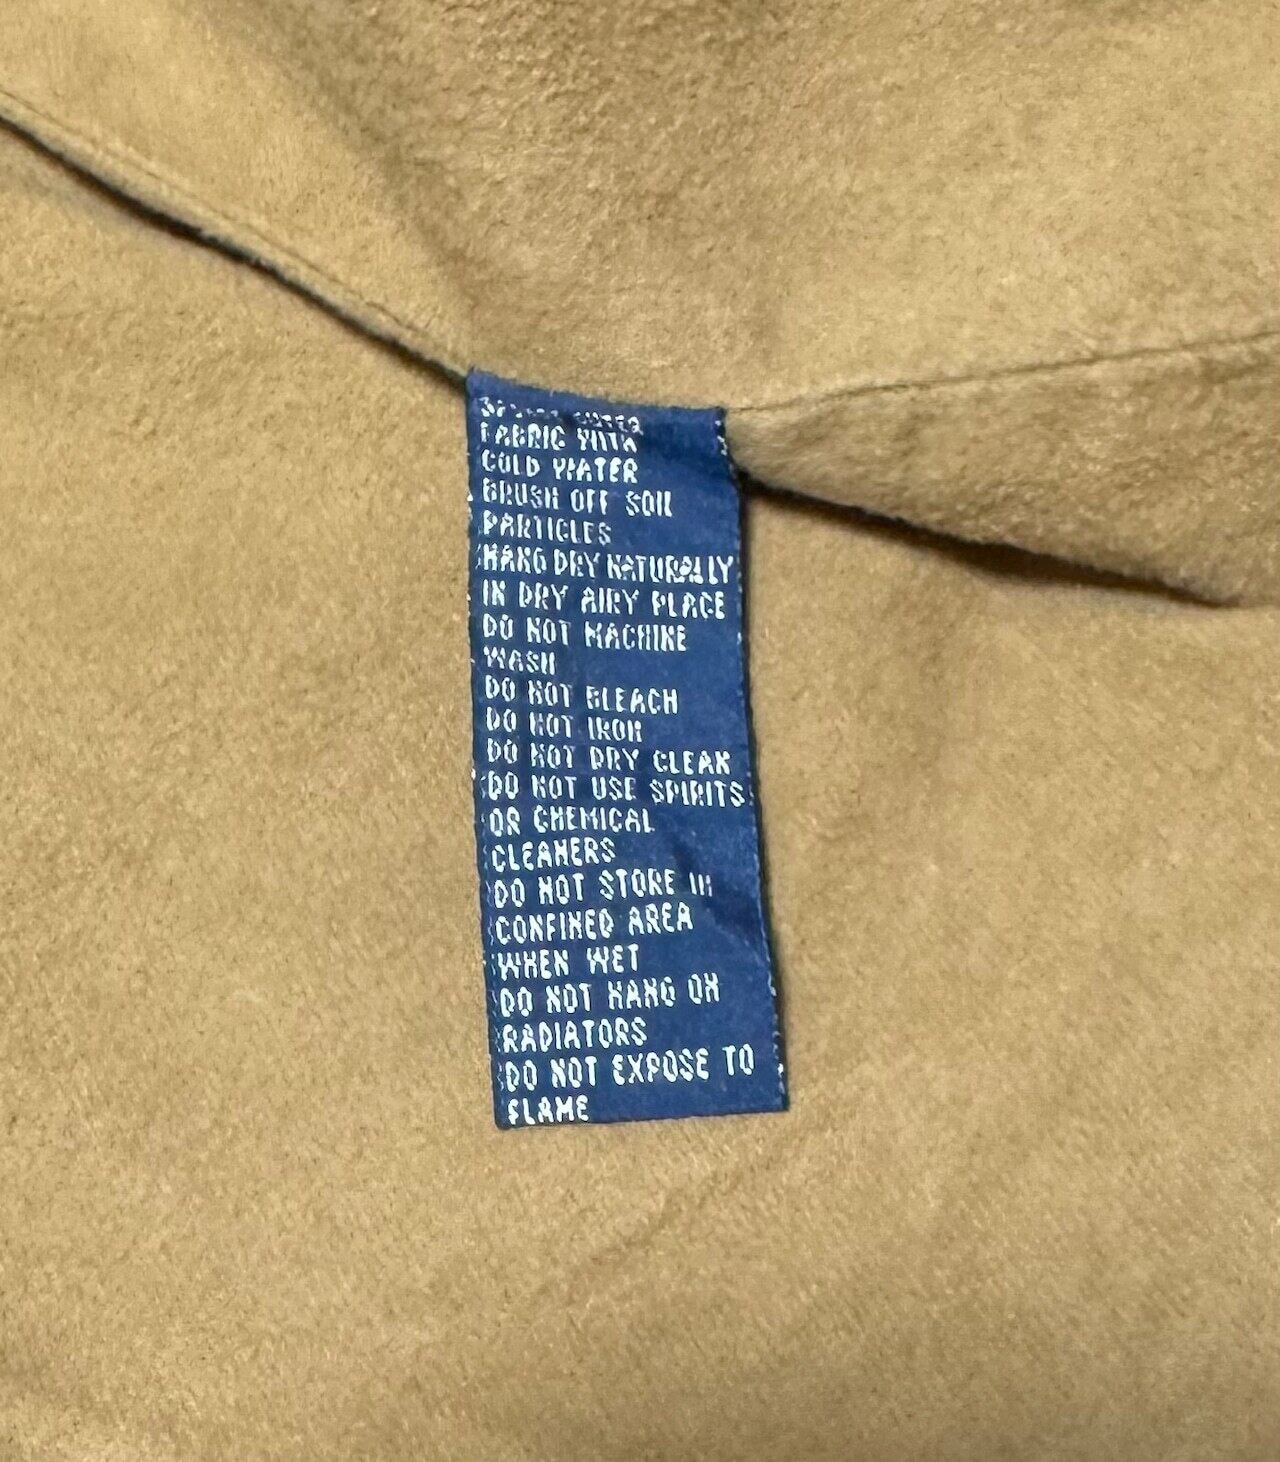 OUTER
FABRIC WITH
COLD WATER
BRUSH OFF SOIL
PARTICLES
HANG DRY NATURALLY
IN DRY AIRY PLACE
DO NOT MACHINE
WASH
DO NOT BLEACH
DO NOT IRON
DO NOT DRY CLEAN
DO NOT USE SPIRITS
OR CHEMICAL
CLEANERS
DO NOT STORE IN
CONFINED AREA
WHEN WET
DO NOT HANG ON
RADIATORS
DO NOT EXPOSE TO
FLAME